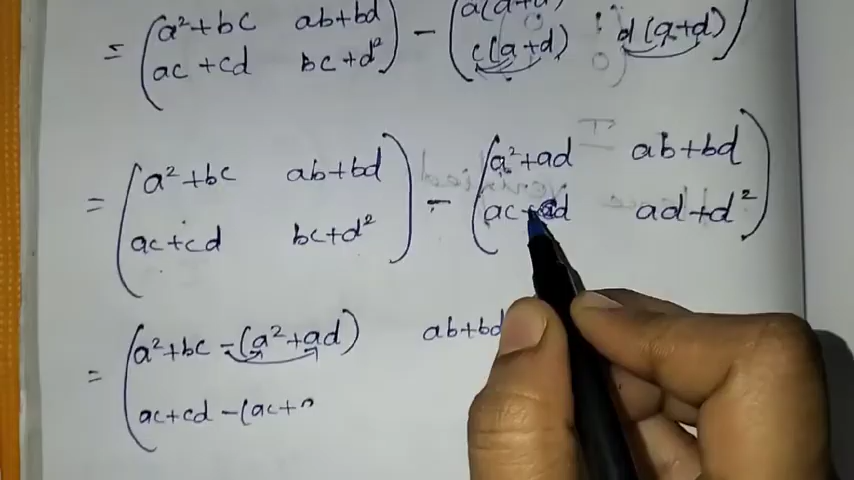 = ( a²+bc ab+bd ) - ( a(a+d)
ac+cd bc+d² c(a+d) d(a+d) )
= ( a²+bc ab+bd ) - ( a²+ad ab+bd )
ac+cd bc+d² ac+cd ad+d²
= ( a²+bc -(a²+ad) ab+bd
ac+cd -(ac+